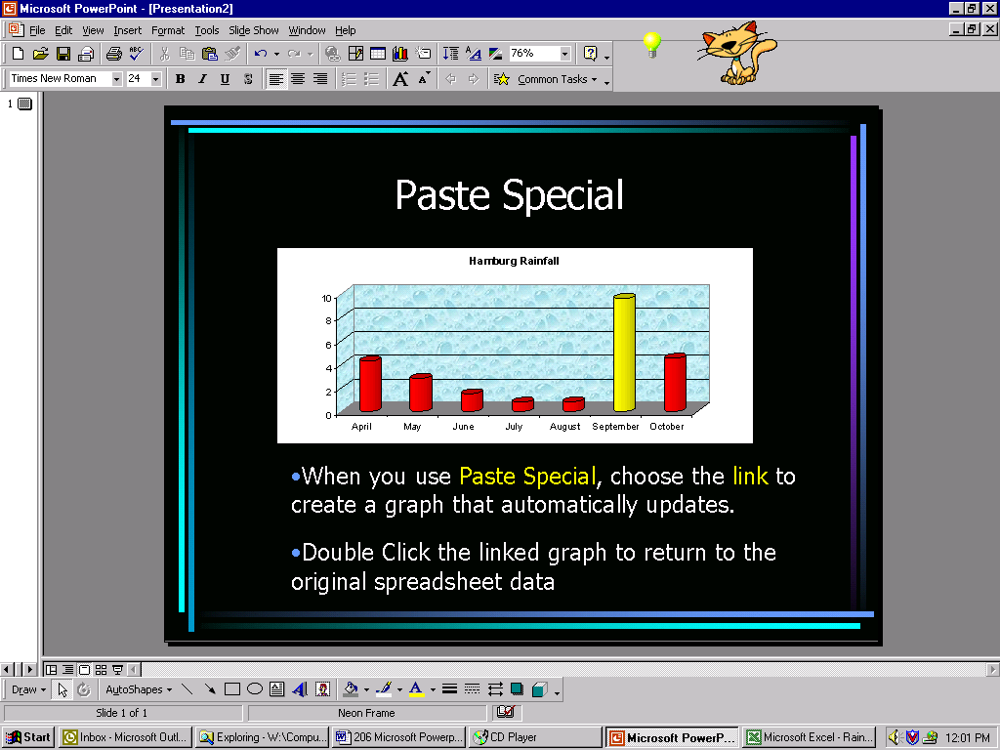 Microsoft PowerPoint - [Presentation2]
File Edit View Insert Format Tools Slide Show Window Help
76%
Times New Roman 24 B I U S A A Common Tasks
1
Paste Special
Hamburg Rainfall
10
8
6
4
2
0
April May June July August September October
•When you use Paste Special, choose the link to
create a graph that automatically updates.
•Double Click the linked graph to return to the
original spreadsheet data
Draw AutoShapes
Slide 1 of 1 Neon Frame
Start Inbox - Microsoft Outl... Exploring - W:\Compu... 206 Microsoft Powerp... CD Player Microsoft PowerP... Microsoft Excel - Rain... 12:01 PM